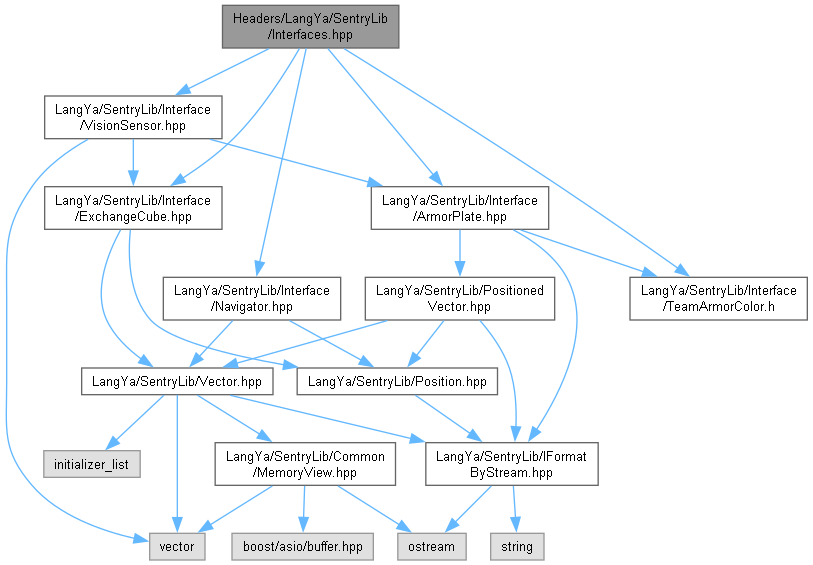 Headers/LangYa/SentryLib
/Interfaces.hpp
LangYa/SentryLib/Interface
/VisionSensor.hpp
LangYa/SentryLib/Interface
/ExchangeCube.hpp
LangYa/SentryLib/Interface
/ArmorPlate.hpp
LangYa/SentryLib/Interface
/Navigator.hpp
LangYa/SentryLib/Positioned
Vector.hpp
LangYa/SentryLib/Interface
/TeamArmorColor.h
LangYa/SentryLib/Vector.hpp
LangYa/SentryLib/Position.hpp
initializer_list
LangYa/SentryLib/Common
/MemoryView.hpp
LangYa/SentryLib/IFormat
ByStream.hpp
vector
boost/asio/buffer.hpp
ostream
string